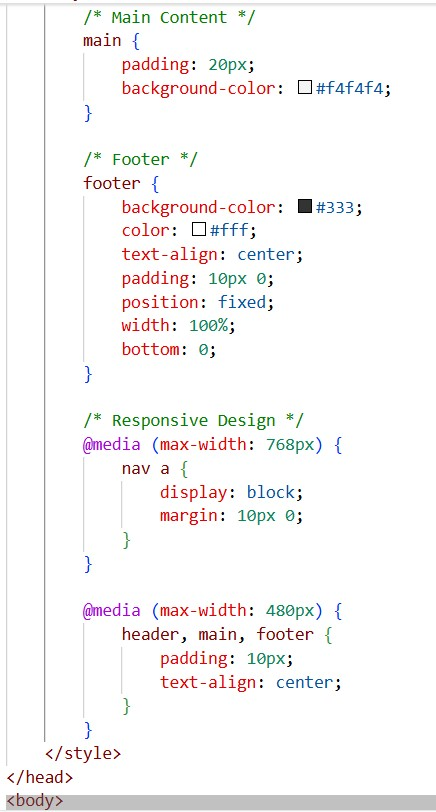 /* Main Content */
main {
padding: 20px;
background-color: #f4f4f4;
}
/* Footer */
footer {
background-color: #333;
color: #fff;
text-align: center;
padding: 10px 0;
position: fixed;
width: 100%;
bottom: 0;
}
/* Responsive Design */
@media (max-width: 768px) {
nav a {
display: block;
margin: 10px 0;
}
}
@media (max-width: 480px) {
header, main, footer {
padding: 10px;
text-align: center;
}
}
</style>
</head>
<body>